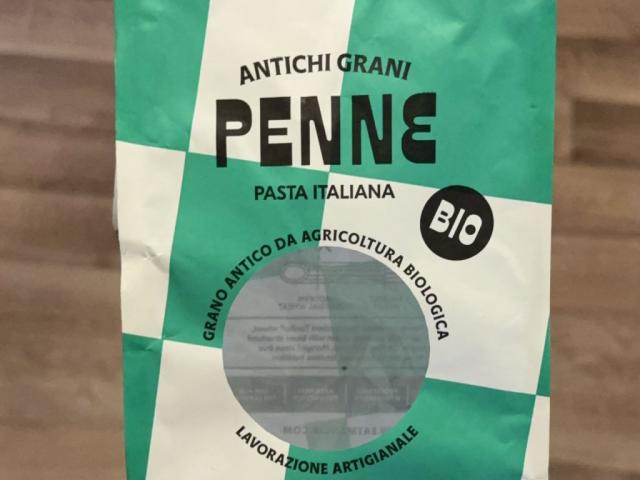 ANTICHI GRANI
PENNE
PASTA ITALIANA
BIO
GRANO ANTICO DA AGRICOLTURA BIOLOGICA
LAVORAZIONE ARTIGIANALE